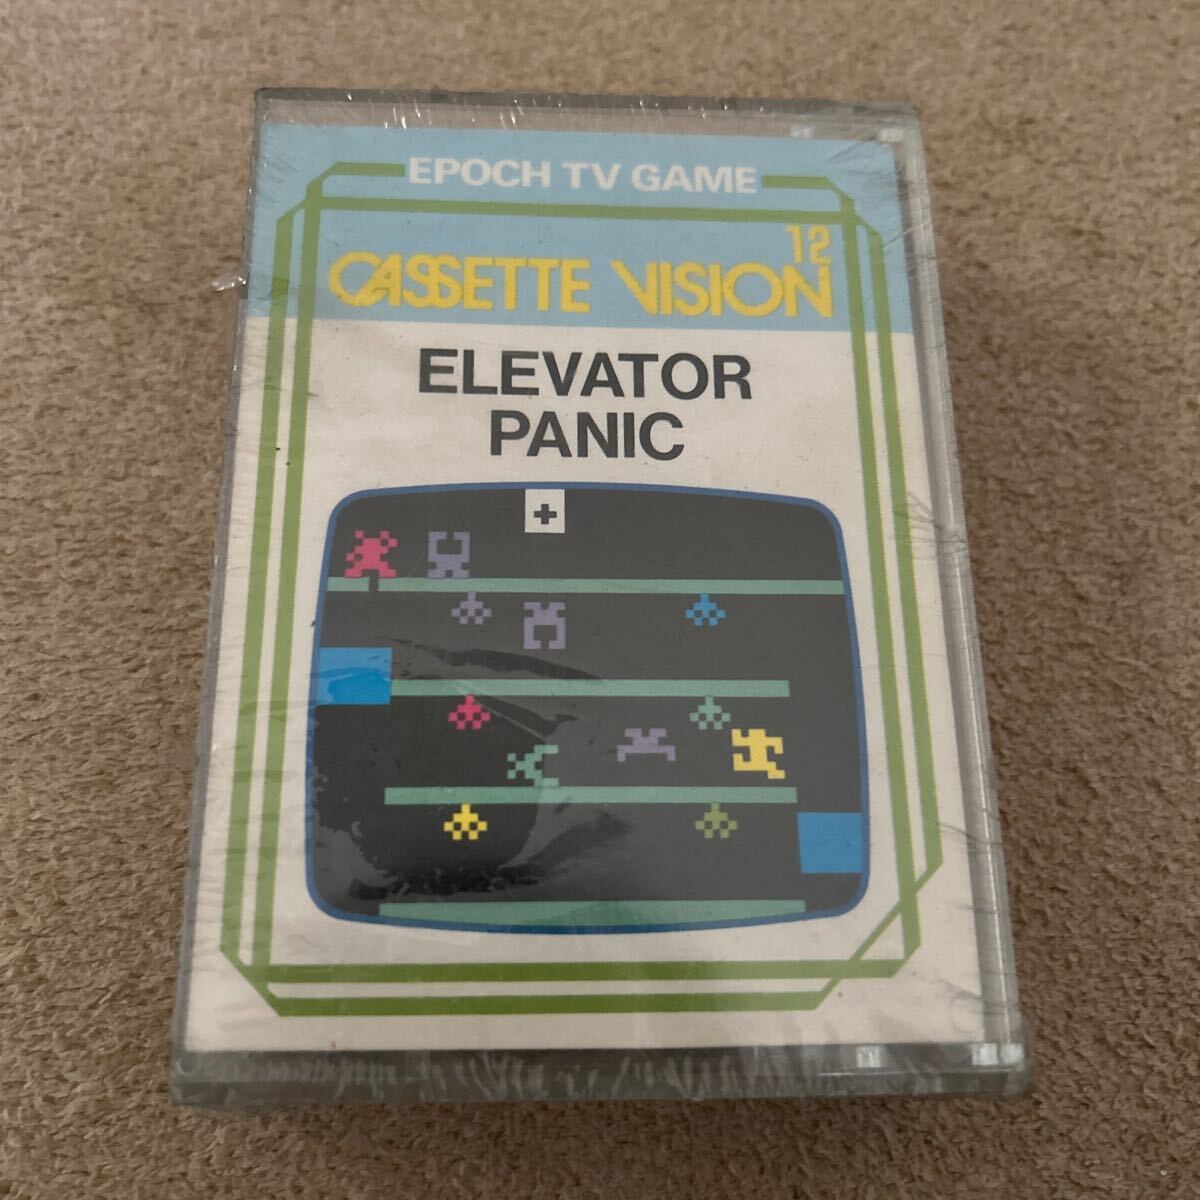 EPOCH TV GAME
12
CASSETTE VISION
ELEVATOR
PANIC
+